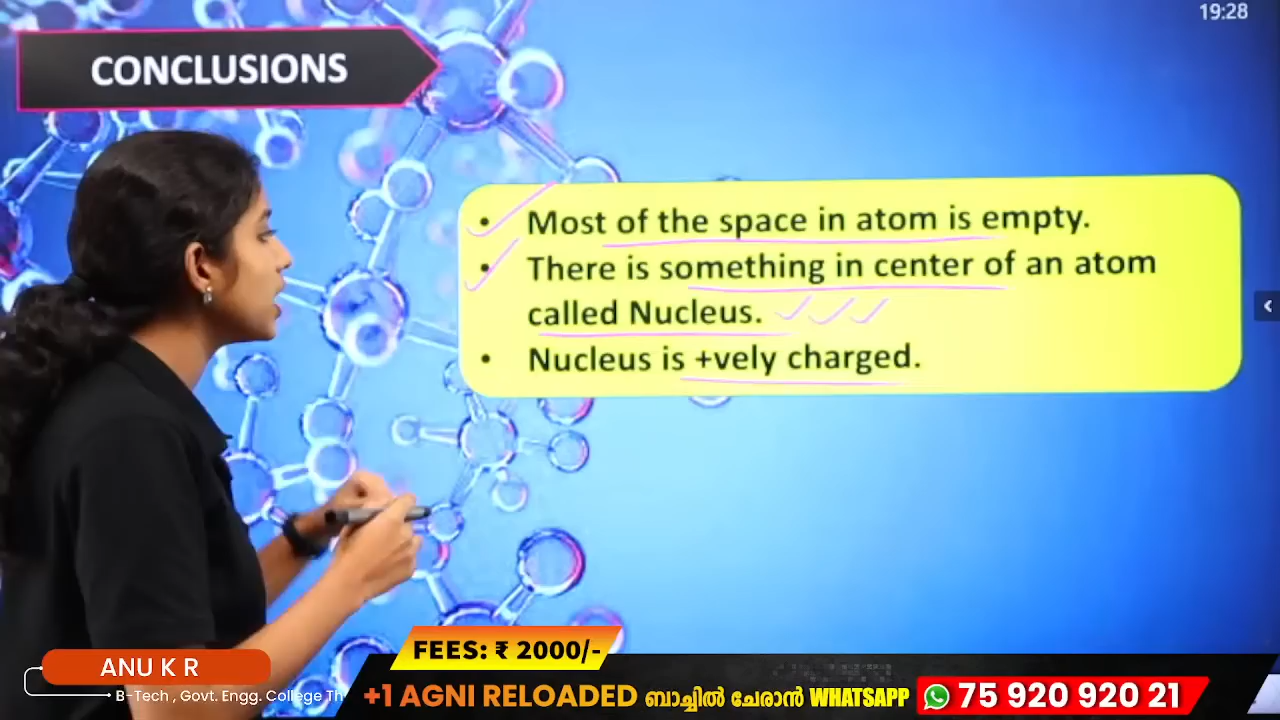 19:28
CONCLUSIONS
• Most of the space in atom is empty.
• There is something in center of an atom
called Nucleus.
• Nucleus is +vely charged.
FEES: ₹ 2000/-
ANU K R
B-Tech , Govt. Engg. College Th
+1 AGNI RELOADED ബാച്ചിൽ ചേരാൻ WHATSAPP 75 920 920 21